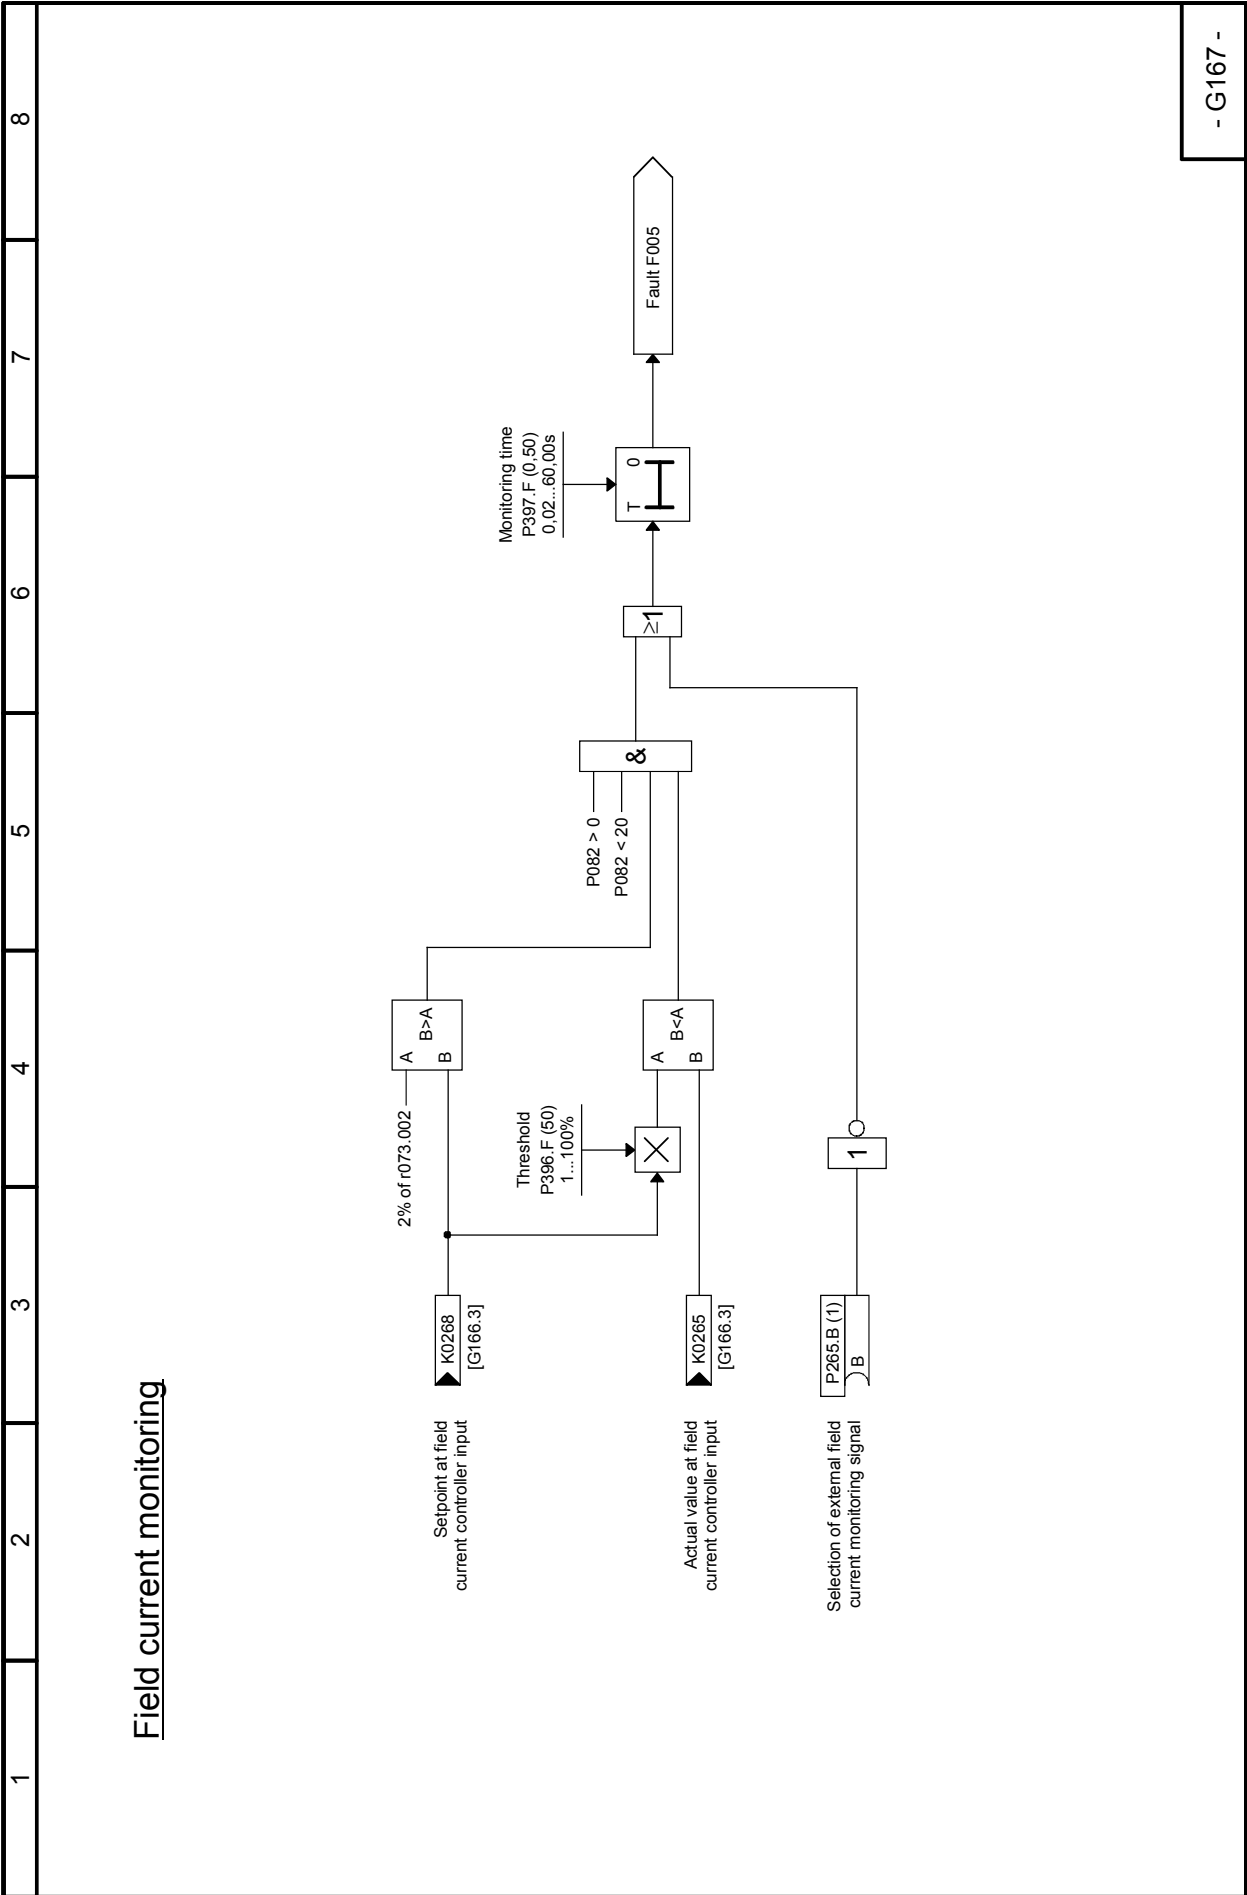 1
2
3
4
5
6
7
8
Field current monitoring
Setpoint at field
current controller input
K0268
[G166.3]
2% of r073.002
A
B>A
B
Threshold
P396.F (50)
1...100%
Actual value at field
current controller input
K0265
[G166.3]
A
B<A
B
P082 > 0
P082 < 20
&
≥1
Monitoring time
P397.F (0,50)
0,02...60,00s
T 0
Fault F005
Selection of external field
current monitoring signal
P265.B (1)
B
1
- G167 -